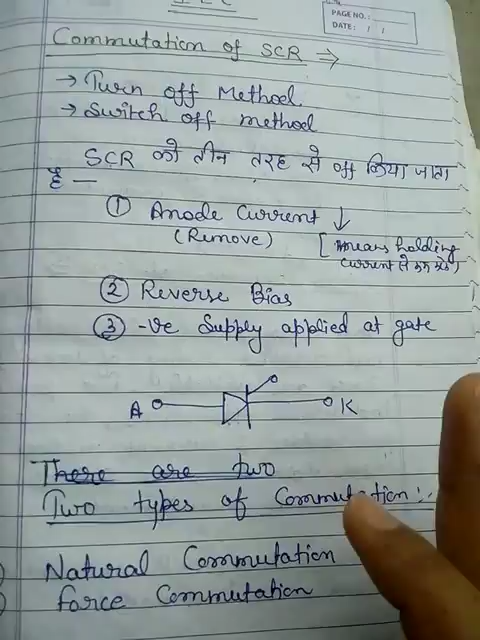 PAGE NO.:
DATE: / /
Commutation of SCR ⇒
→ Turn off Method
→ Switch off method
SCR को तीन तरह से off किया जाता
है —
① Anode Current ↓
(Remove) [means holding
current से कम करे)
② Reverse Bias
③ -ve Supply applied at gate
A K
There are two
Two types of Commutation:-
Natural Commutation
force Commutation